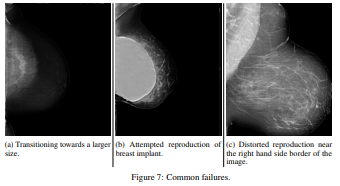 (a) Transitioning towards a larger
size.
(b) Attempted reproduction of
breast implant.
(c) Distorted reproduction near
the right hand side border of the
image.
Figure 7: Common failures.